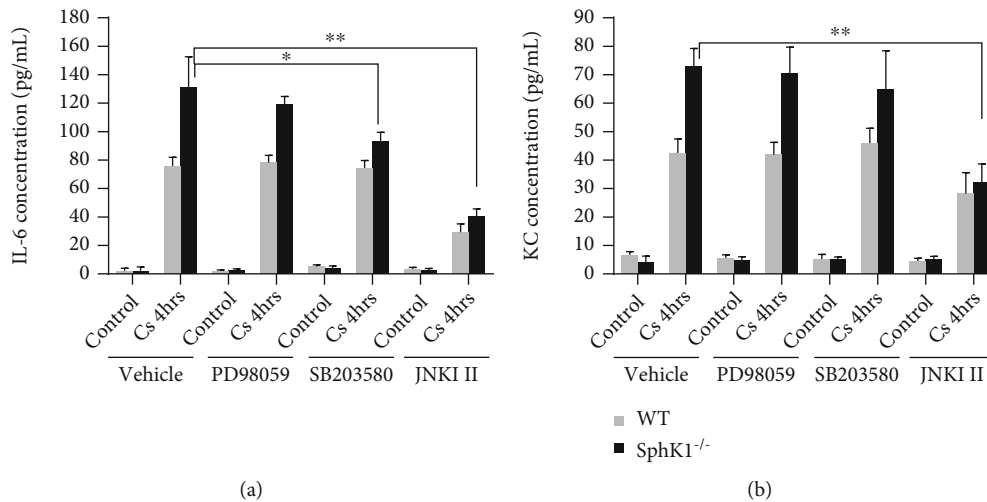 IL-6 concentration (pg/mL)
180
160
140
120
100
80
60
40
20
0
**
*
Control
Cs 4hrs
Control
Cs 4hrs
Control
Cs 4hrs
Control
Cs 4hrs
Vehicle PD98059 SB203580 JNKI II
(a)
KC concentration (pg/mL)
90
80
70
60
50
40
30
20
10
0
**
Control
Cs 4hrs
Control
Cs 4hrs
Control
Cs 4hrs
Control
Cs 4hrs
Vehicle PD98059 SB203580 JNKI II
WT
SphK1-/-
(b)